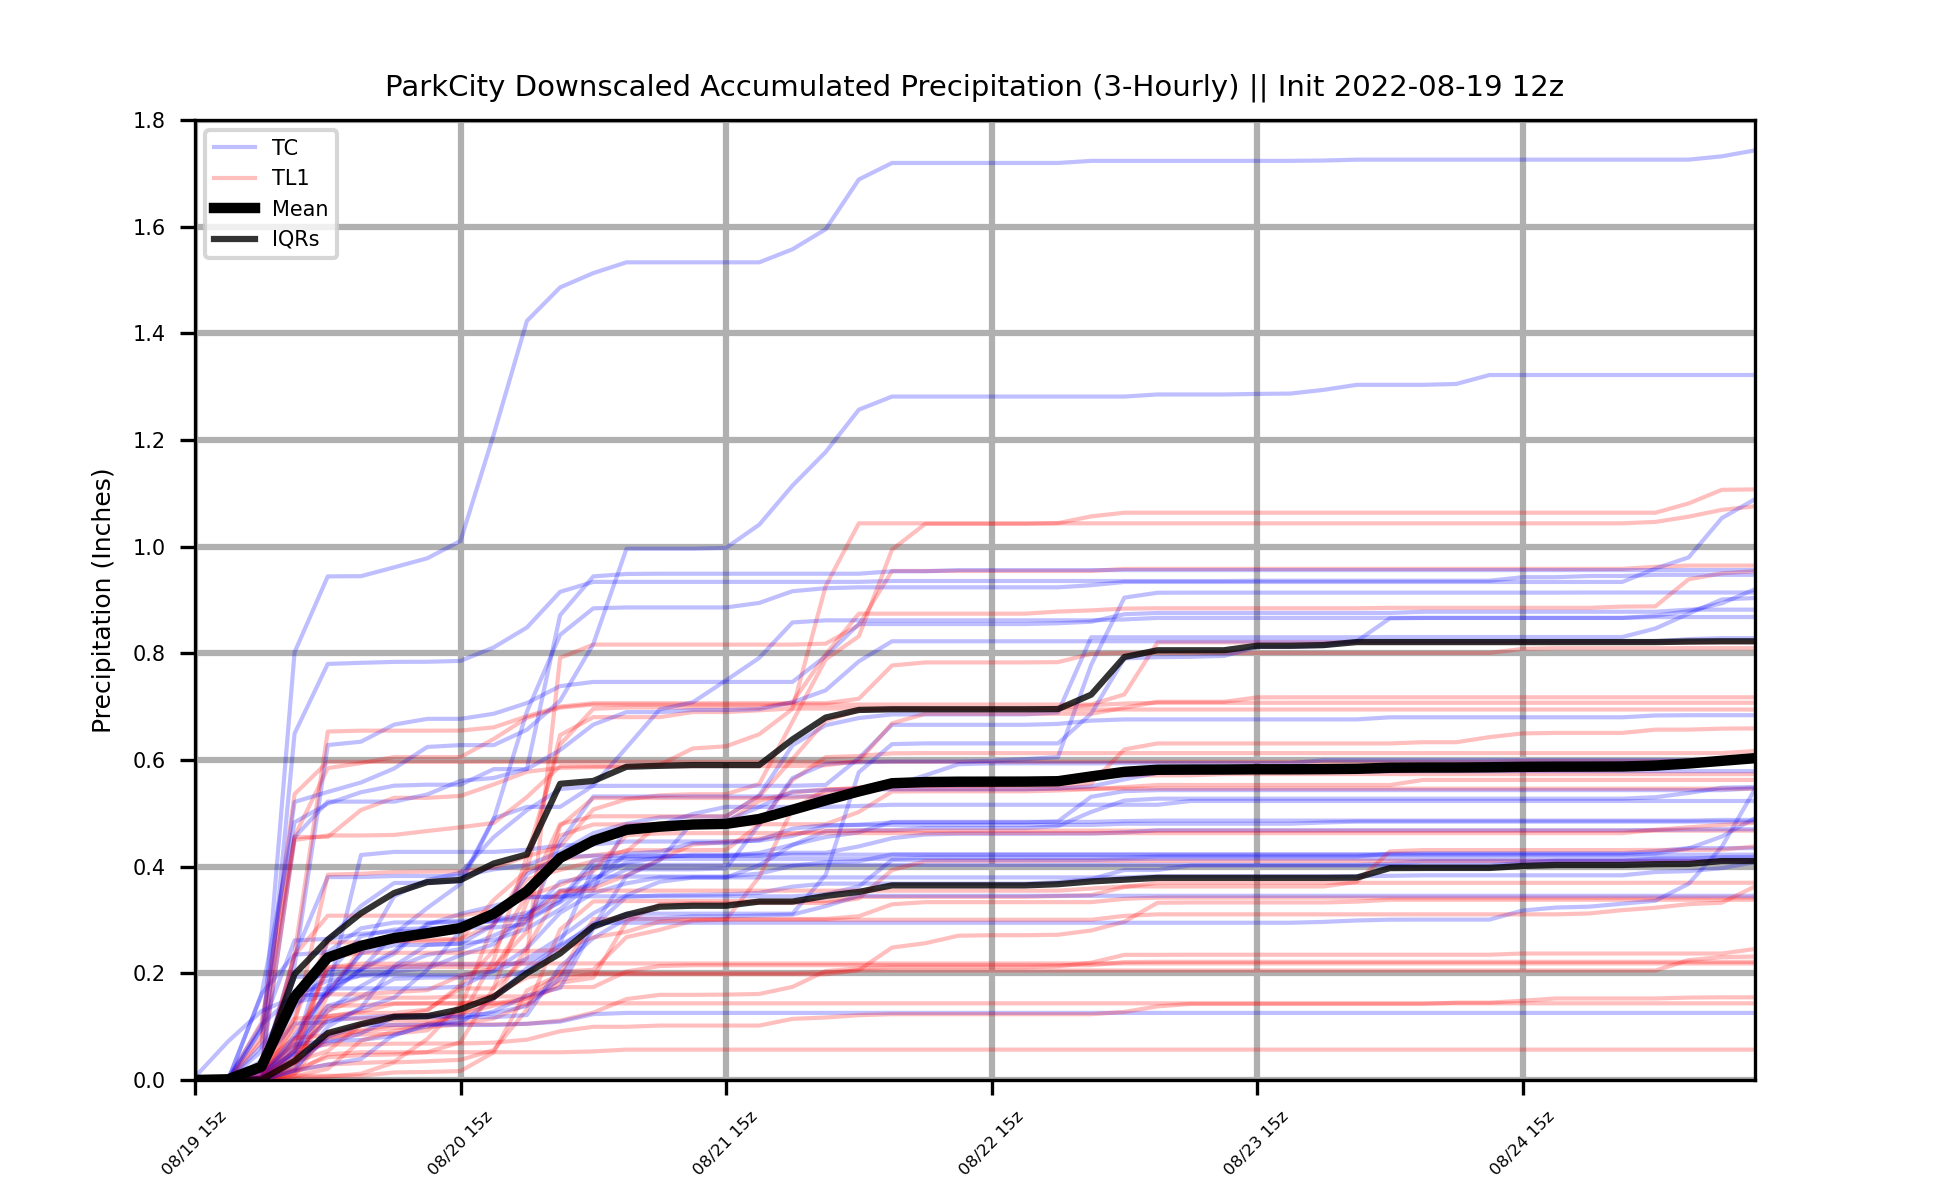 ParkCity Downscaled Accumulated Precipitation (3-Hourly) || Init 2022-08-19 12z
TC
TL1
Mean
IQRs
Precipitation (Inches)
1.8
1.6
1.4
1.2
1.0
0.8
0.6
0.4
0.2
0.0
08/19 15z
08/20 15z
08/21 15z
08/22 15z
08/23 15z
08/24 15z